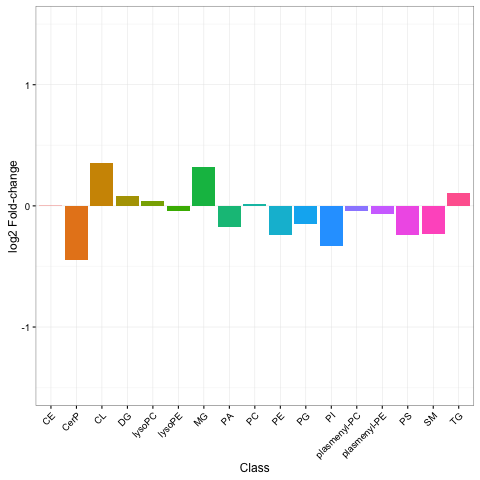 log2 Fold-change
1
0
-1
CE
CerP
CL
DG
lysoPC
lysoPE
MG
PA
PC
PE
PG
PI
plasmenyl-PC
plasmenyl-PE
PS
SM
TG
Class